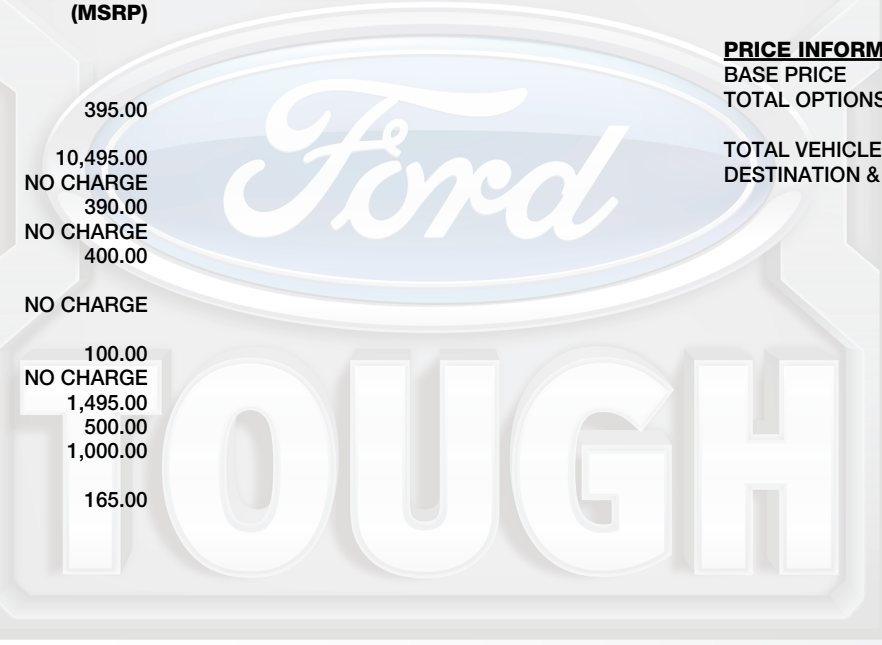 (MSRP)
395.00
10,495.00
NO CHARGE
390.00
NO CHARGE
400.00
NO CHARGE
100.00
NO CHARGE
1,495.00
500.00
1,000.00
165.00
PRICE INFORM
BASE PRICE
TOTAL OPTIONS
TOTAL VEHICLE
DESTINATION &
Ford
TOUGH